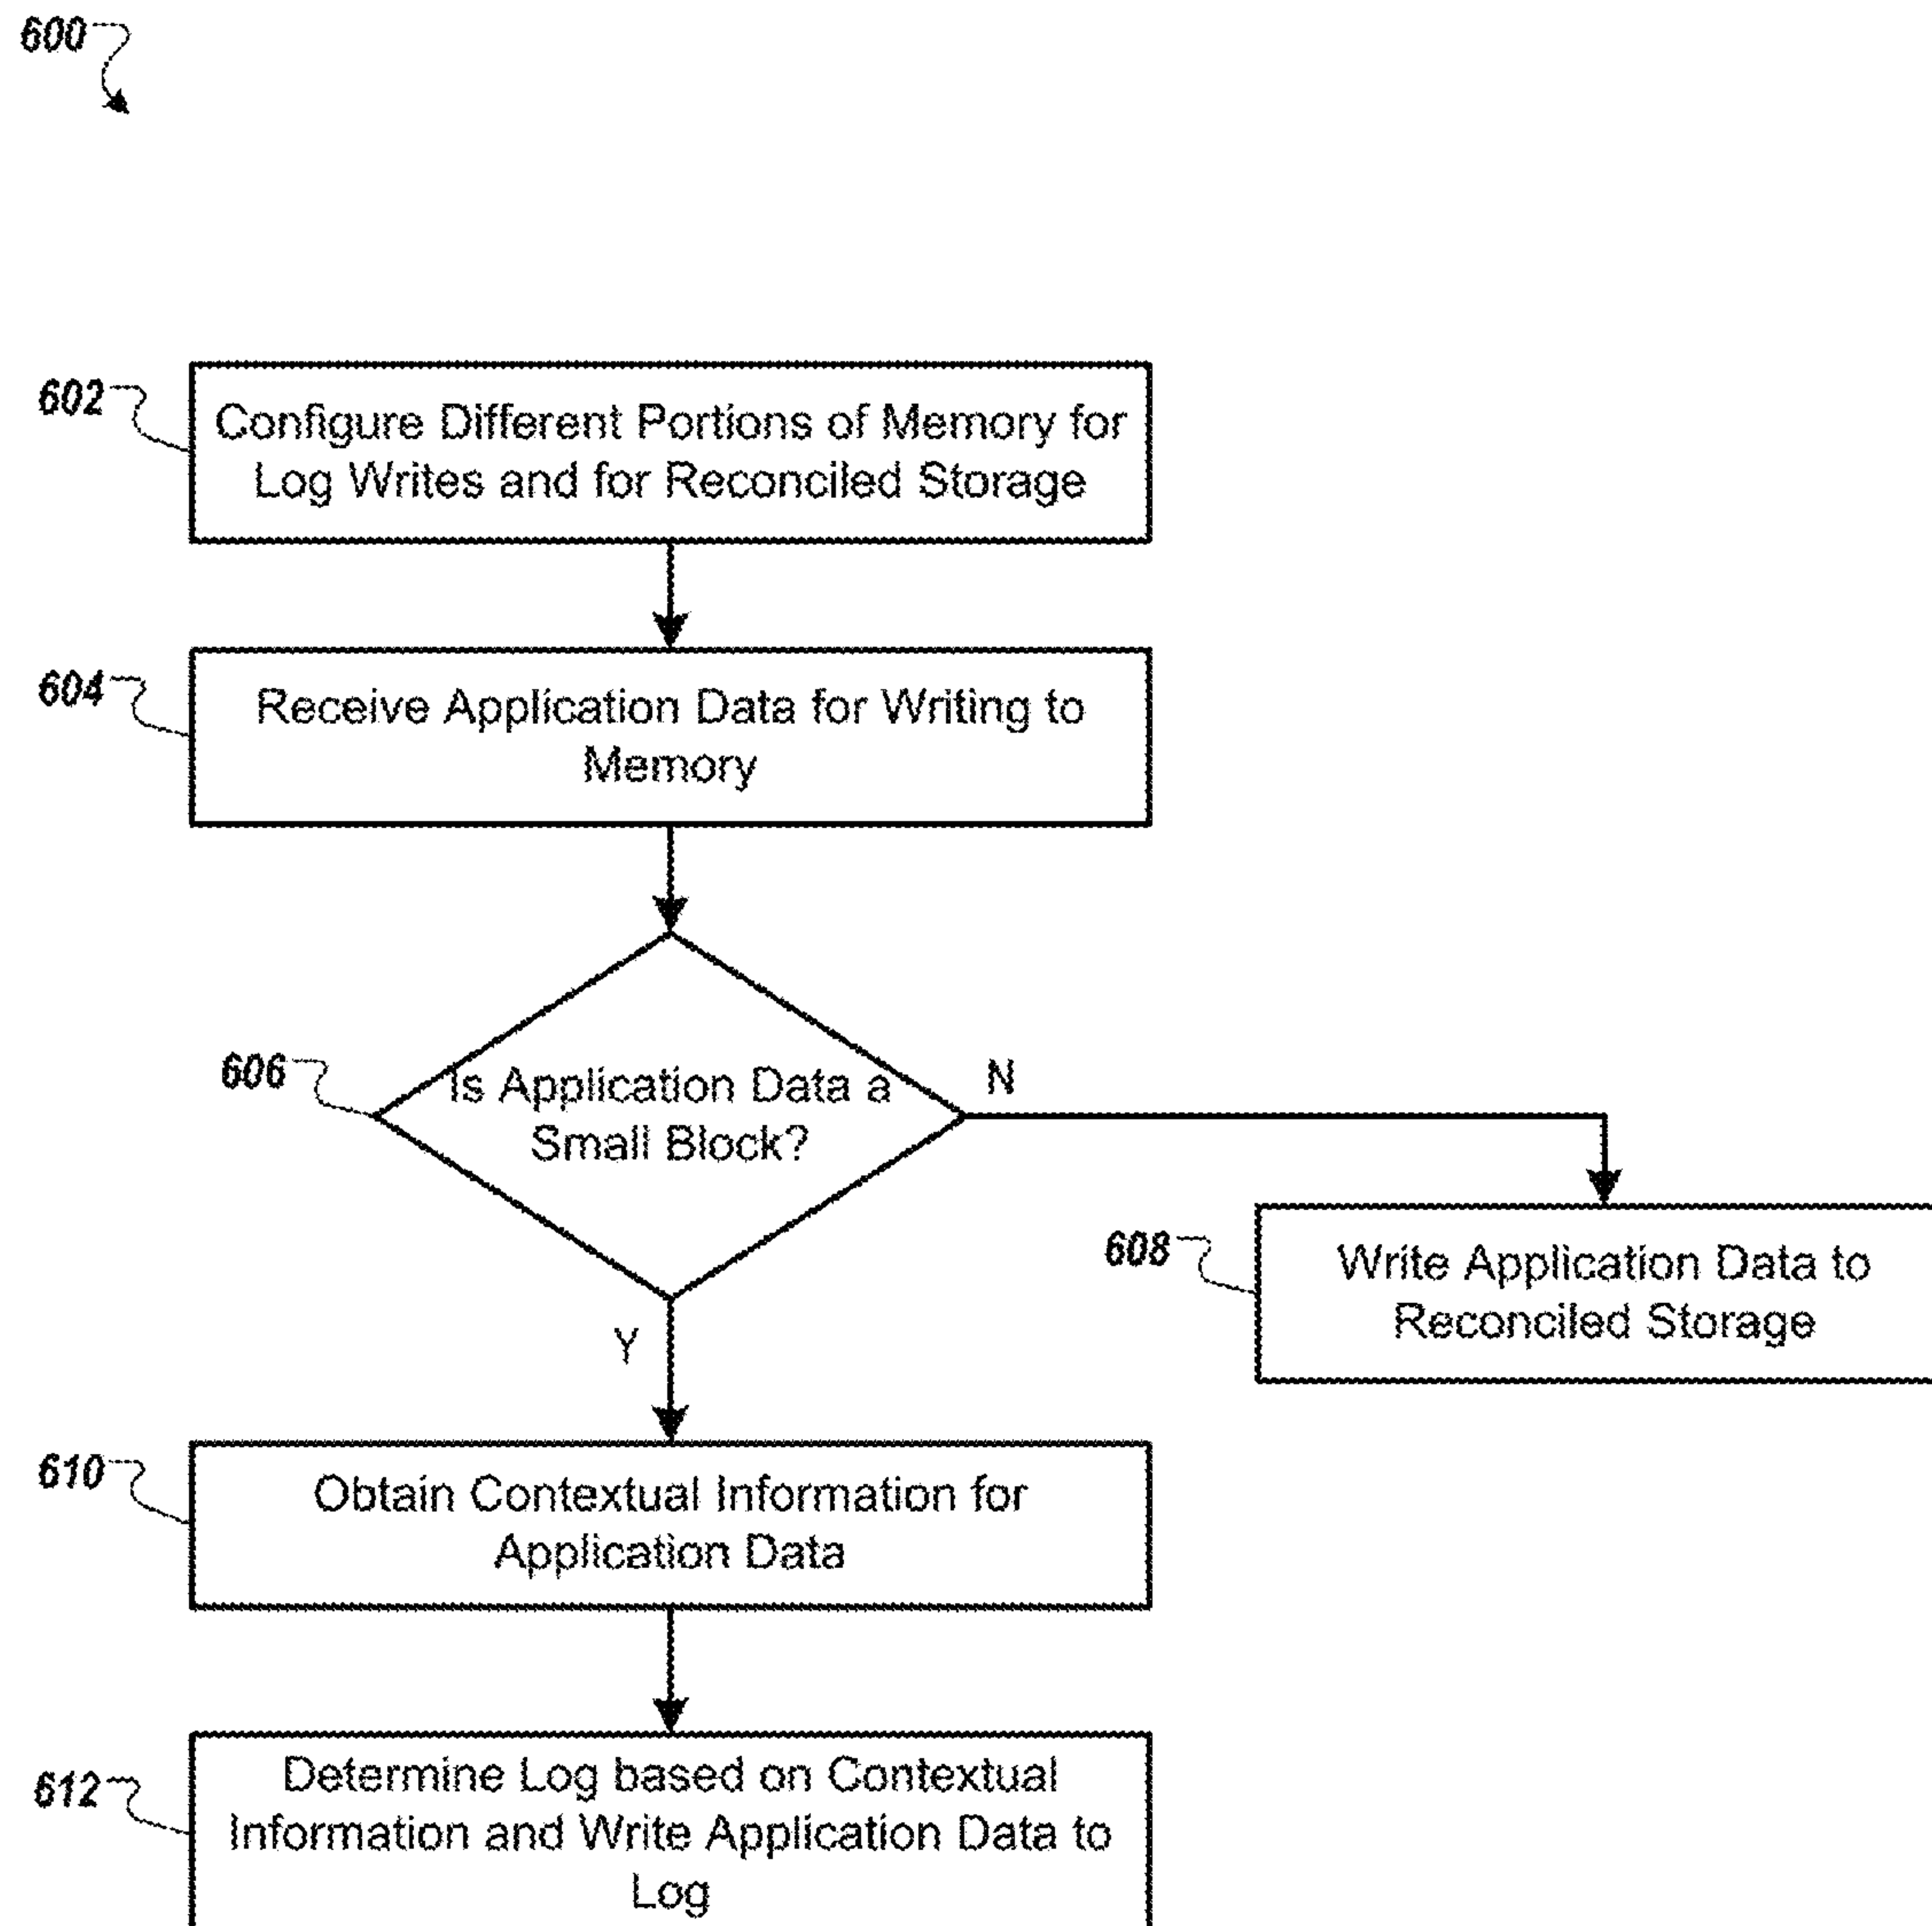 600
602
Configure Different Portions of Memory for
Log Writes and for Reconciled Storage
604
Receive Application Data for Writing to
Memory
606
Is Application Data a
Small Block?
N
608
Write Application Data to
Reconciled Storage
Y
610
Obtain Contextual Information for
Application Data
612
Determine Log based on Contextual
Information and Write Application Data to
Log